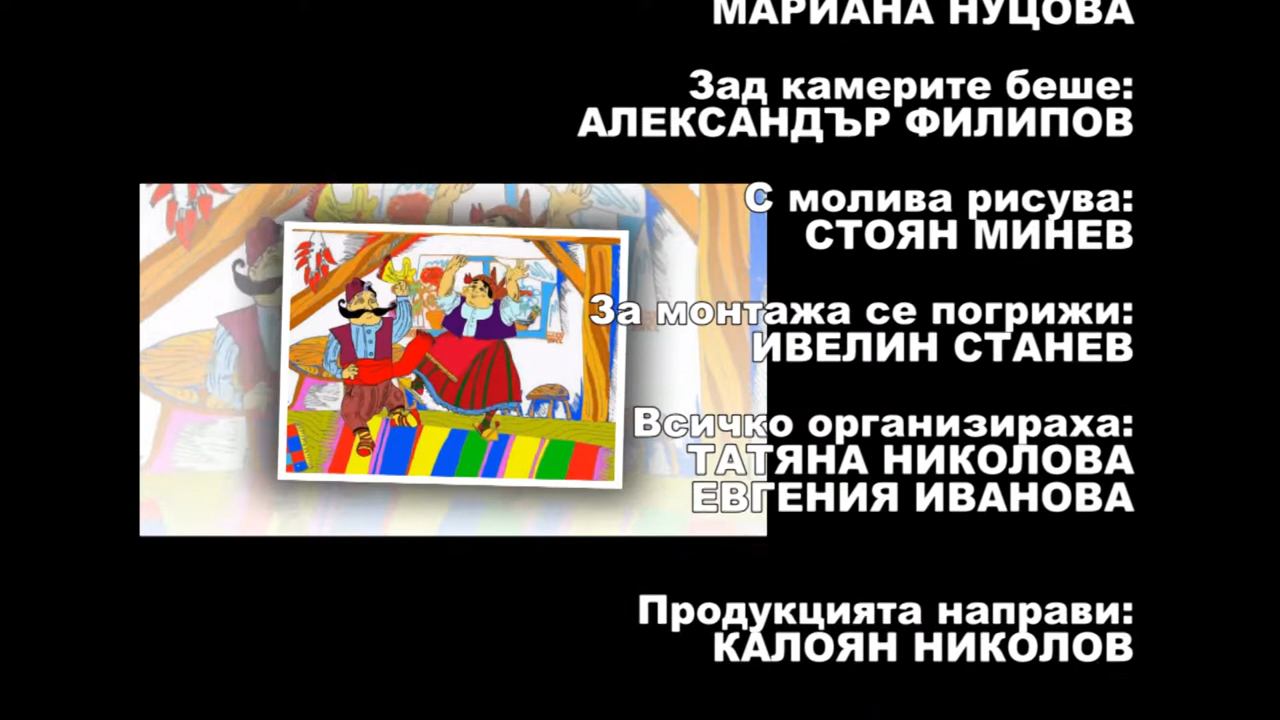 МАРИАНА НУЦОВА
Зад камерите беше:
АЛЕКСАНДЪР ФИЛИПОВ
С молива рисува:
СТОЯН МИНЕВ
За монтажа се погрижи:
ИВЕЛИН СТАНЕВ
Всичко организираха:
ТАТЯНА НИКОЛОВА
ЕВГЕНИЯ ИВАНОВА
Продукцията направи:
КАЛОЯН НИКОЛОВ